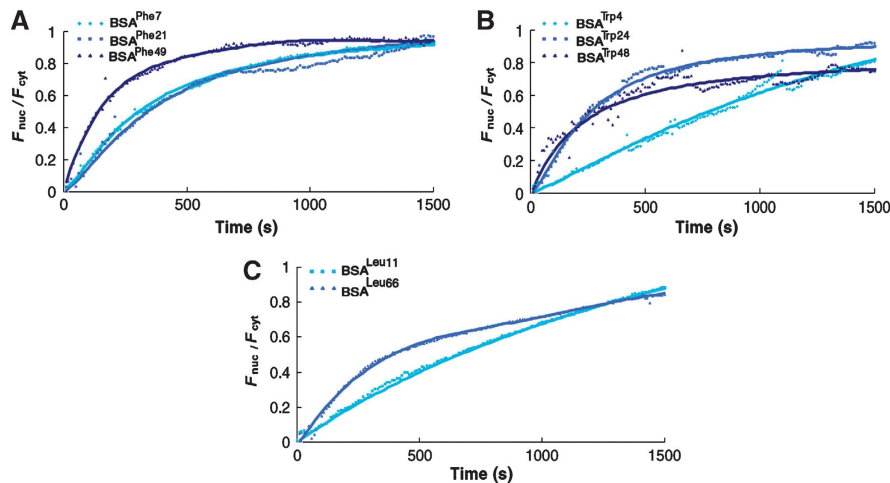 A
BSA^Phe7
BSA^Phe21
BSA^Phe49
1
0.8
0.6
0.4
0.2
0
F_nuc / F_cyt
0 500 1000 1500
Time (s)
B
BSA^Trp4
BSA^Trp24
BSA^Trp48
1
0.8
0.6
0.4
0.2
0
F_nuc / F_cyt
0 500 1000 1500
Time (s)
C
BSA^Leu11
BSA^Leu66
1
0.8
0.6
0.4
0.2
0
F_nuc / F_cyt
0 500 1000 1500
Time (s)